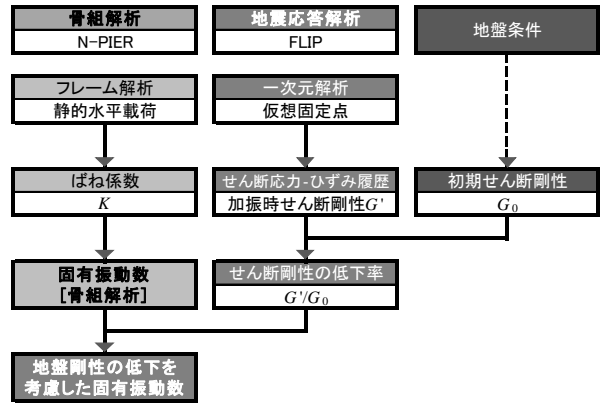 骨組解析
N-PIER
地震応答解析
FLIP
地盤条件
フレーム解析
静的水平載荷
一次元解析
仮想固定点
ばね係数
K
せん断応力-ひずみ履歴
加振時せん断剛性G'
初期せん断剛性
G₀
固有振動数
[骨組解析]
せん断剛性の低下率
G'/G₀
地盤剛性の低下を
考慮した固有振動数